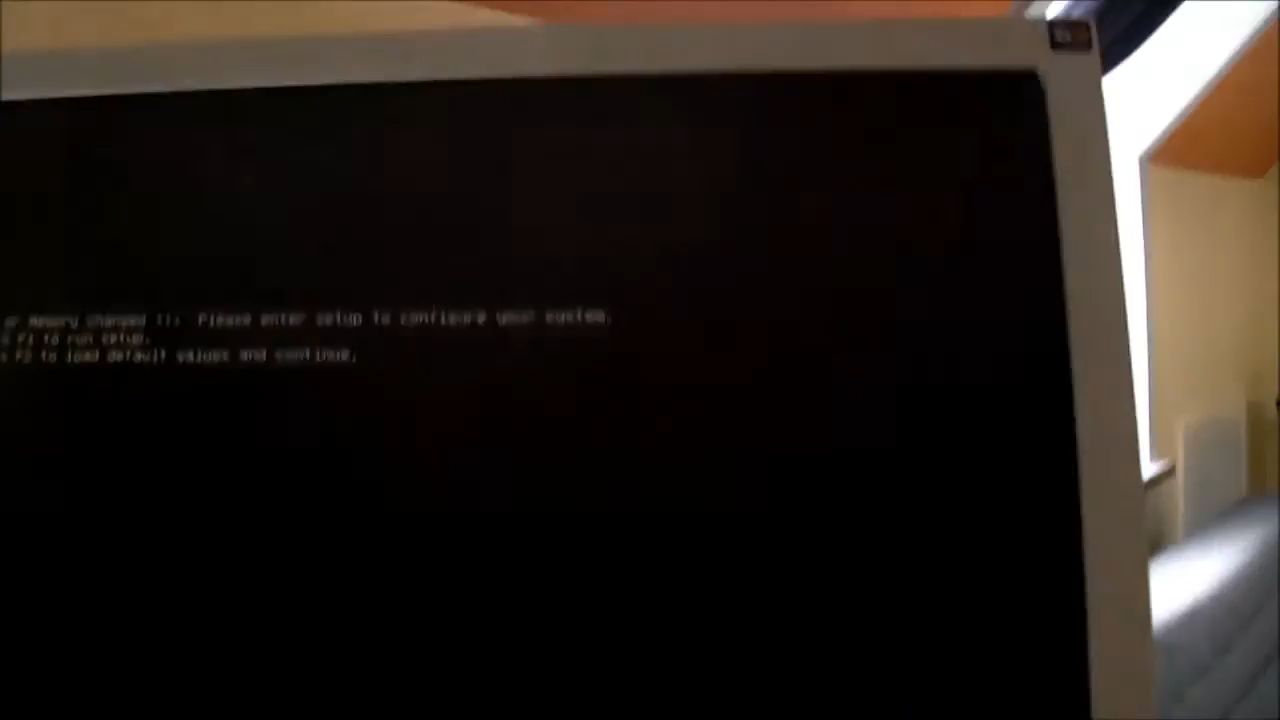 or Memory changed !!! Please enter setup to configure your system.
F1 to run setup.
F2 to load default values and continue.